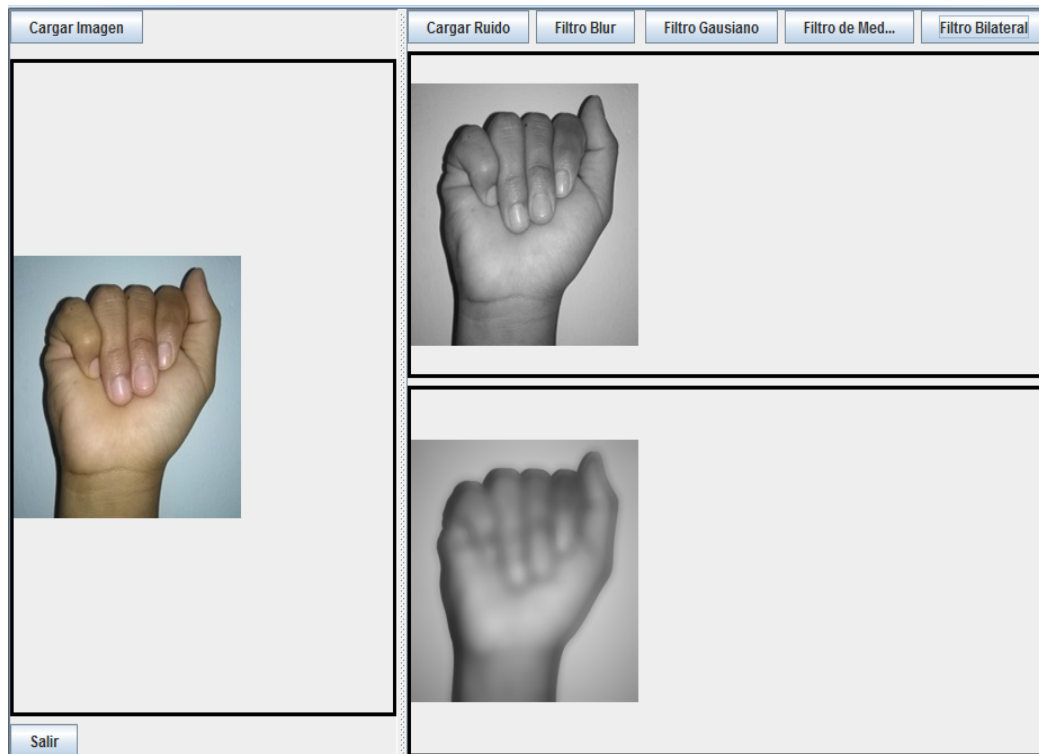 Cargar Imagen
Cargar Ruido
Filtro Blur
Filtro Gausiano
Filtro de Med...
Filtro Bilateral
Salir